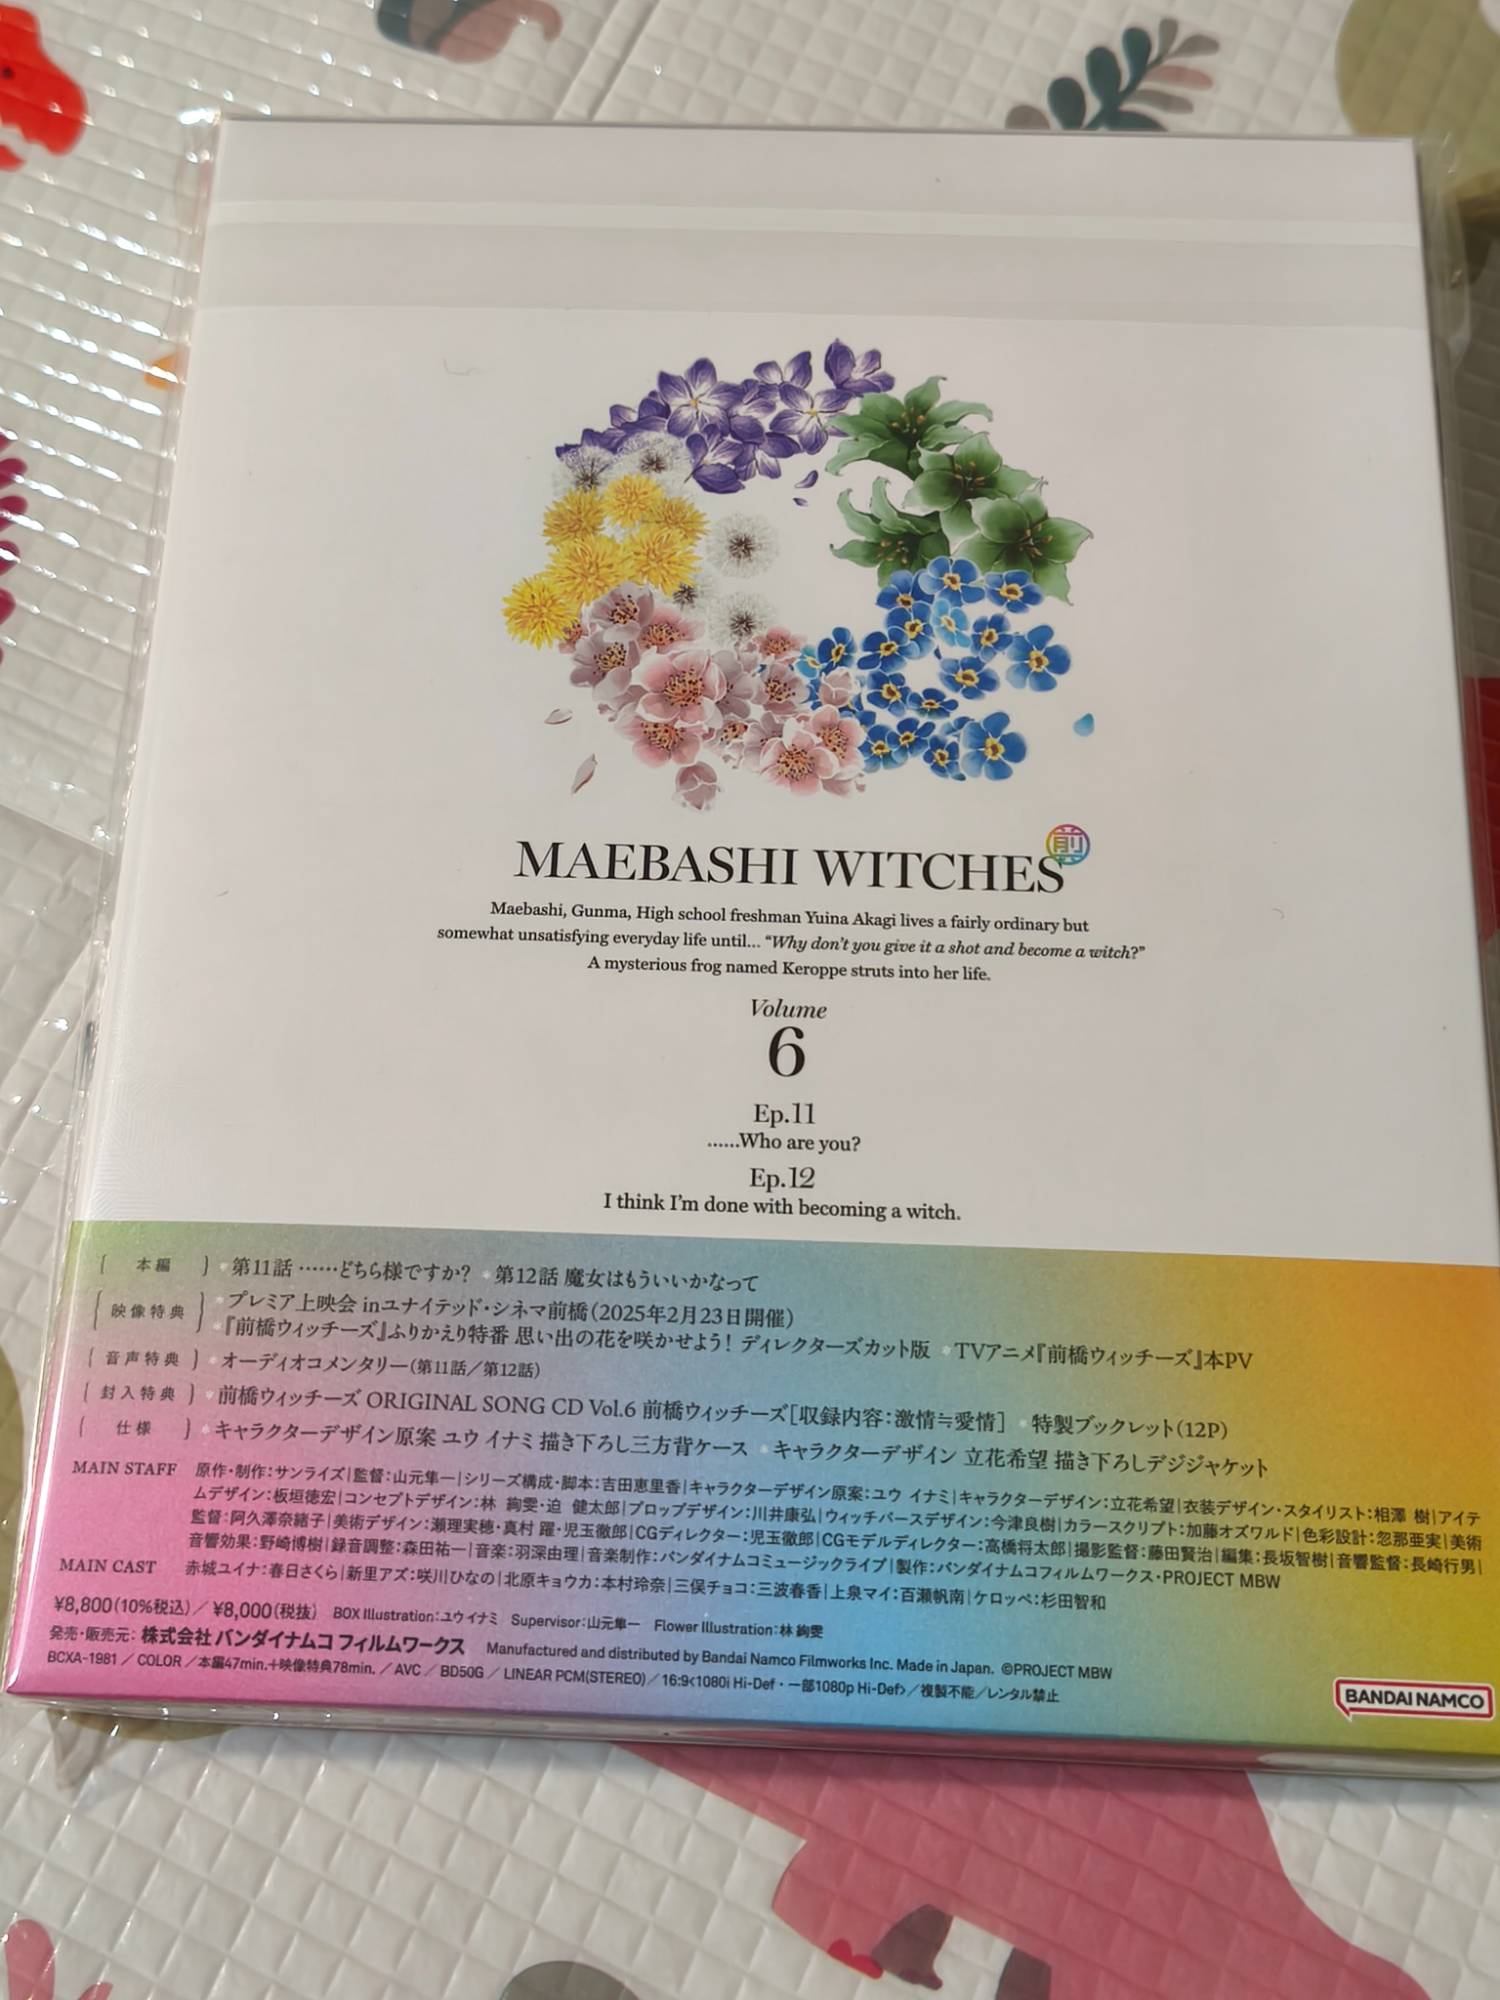 前
MAEBASHI WITCHES
Maebashi, Gunma, High school freshman Yuina Akagi lives a fairly ordinary but
somewhat unsatisfying everyday life until... “Why don’t you give it a shot and become a witch?”
A mysterious frog named Keroppe struts into her life.
Volume
6
Ep.11
……Who are you?
Ep.12
I think I’m done with becoming a witch.
本編 第11話 ……どちら様ですか? 第12話 魔女はもういいかなって
映像特典 プレミア上映会 inユナイテッド・シネマ前橋(2025年2月23日開催)
『前橋ウィッチーズ』ふりかえり特番 思い出の花を咲かせよう! ディレクターズカット版 TVアニメ『前橋ウィッチーズ』本PV
音声特典 オーディオコメンタリー(第11話/第12話)
封入特典 前橋ウィッチーズ ORIGINAL SONG CD Vol.6 前橋ウィッチーズ[収録内容:激情≒愛情] 特製ブックレット(12P)
仕様 キャラクターデザイン原案 ユウ イナミ 描き下ろし三方背ケース キャラクターデザイン 立花希望 描き下ろしデジジャケット
MAIN STAFF 原作・制作:サンライズ|監督:山元隼一|シリーズ構成・脚本:吉田恵里香|キャラクターデザイン原案:ユウ イナミ|キャラクターデザイン:立花希望|衣装デザイン・スタイリスト:相澤 樹|アイテ
ムデザイン:板垣徳宏|コンセプトデザイン:林 絢雯・迫 健太郎|プロップデザイン:川井康弘|ウィッチバースデザイン:今津良樹|カラースクリプト:加藤オズワルド|色彩設計:忽那亜実|美術
監督:阿久澤奈緒子|美術デザイン:瀬理実穂・真村 躍・児玉徹郎|CGディレクター:児玉徹郎|CGモデルディレクター:高橋将太郎|撮影監督:藤田賢治|編集:長坂智樹|音響監督:長崎行男|
音響効果:野崎博樹|録音調整:森田祐一|音楽:羽深由理|音楽制作:バンダイナムコミュージックライブ|製作:バンダイナムコフィルムワークス・PROJECT MBW
MAIN CAST 赤城ユイナ:春日さくら|新里アズ:咲川ひなの|北原キョウカ:本村玲奈|三俣チョコ:三波春香|上泉マイ:百瀬帆南|ケロッペ:杉田智和
¥8,800(10%税込)/¥8,000(税抜) BOX Illustration:ユウ イナミ Supervisor:山元隼一 Flower Illustration:林 絢雯
発売・販売元:株式会社バンダイナムコフィルムワークス Manufactured and distributed by Bandai Namco Filmworks Inc. Made in Japan. ©PROJECT MBW
BCXA-1981/COLOR/本編47min.+映像特典78min./AVC/BD50G/LINEAR PCM(STEREO)/16:9<1080i Hi-Def・一部1080p Hi-Def>/複製不能/レンタル禁止
BANDAI NAMCO